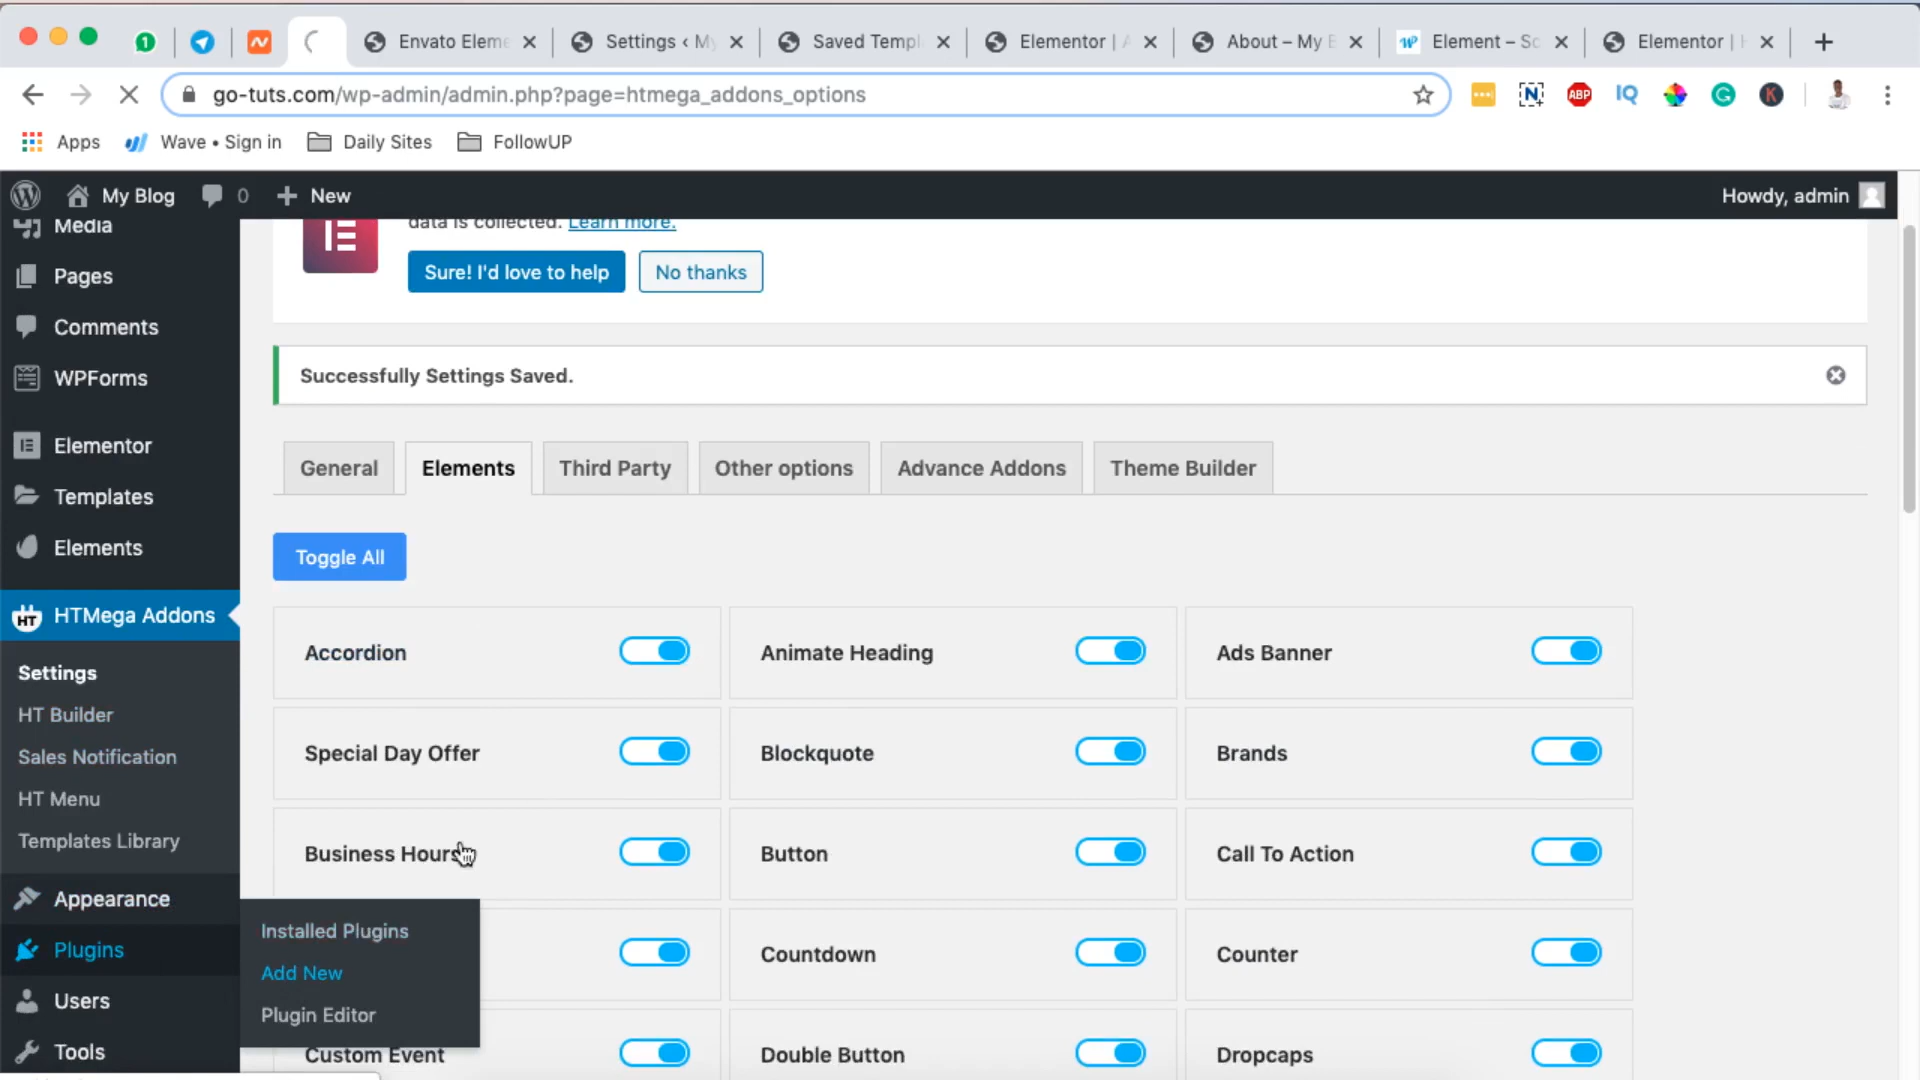 1
Envato Eleme
Settings ‹ My
Saved Templ
Elementor | A
About – My B
Element – Sc
Elementor | H
go-tuts.com/wp-admin/admin.php?page=htmega_addons_options
N
ABP
IQ
G
K
Apps
Wave • Sign in
Daily Sites
FollowUP
My Blog
0
New
Howdy, admin
Media
Pages
Comments
WPForms
Elementor
Templates
Elements
HT
HTMega Addons
Settings
HT Builder
Sales Notification
HT Menu
Templates Library
Appearance
Plugins
Users
Tools
Installed Plugins
Add New
Plugin Editor
data is collected. Learn more.
Sure! I'd love to help
No thanks
Successfully Settings Saved.
General
Elements
Third Party
Other options
Advance Addons
Theme Builder
Toggle All
Accordion
Animate Heading
Ads Banner
Special Day Offer
Blockquote
Brands
Business Hours
Button
Call To Action
Countdown
Counter
Custom Event
Double Button
Dropcaps